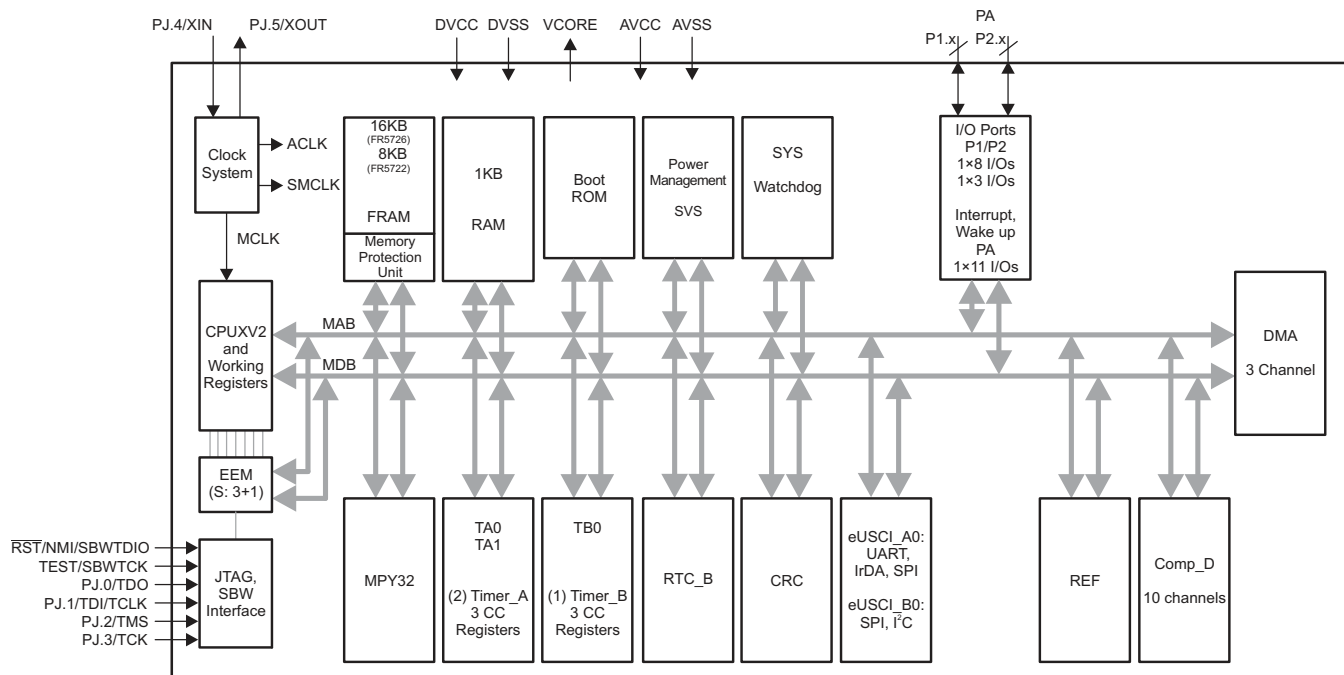 PJ.4/XIN
PJ.5/XOUT
DVCC
DVSS
VCORE
AVCC
AVSS
PA
P1.x
P2.x
Clock
System
ACLK
SMCLK
MCLK
16KB
(FR5726)
8KB
(FR5722)
FRAM
Memory
Protection
Unit
1KB
RAM
Boot
ROM
Power
Management
SVS
SYS
Watchdog
I/O Ports
P1/P2
1×8 I/Os
1×3 I/Os
Interrupt,
Wake up
PA
1×11 I/Os
CPUXV2
and
Working
Registers
MAB
MDB
DMA
3 Channel
EEM
(S: 3+1)
RST/NMI/SBWTDIO
TEST/SBWTCK
PJ.0/TDO
PJ.1/TDI/TCLK
PJ.2/TMS
PJ.3/TCK
JTAG,
SBW
Interface
MPY32
TA0
TA1
(2) Timer_A
3 CC
Registers
TB0
(1) Timer_B
3 CC
Registers
RTC_B
CRC
eUSCI_A0:
UART,
IrDA, SPI
eUSCI_B0:
SPI, I²C
REF
Comp_D
10 channels